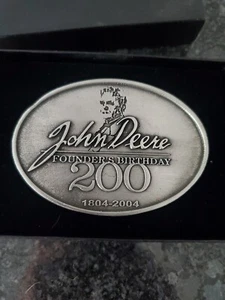 John Deere
FOUNDER'S BIRTHDAY
200
1804-2004